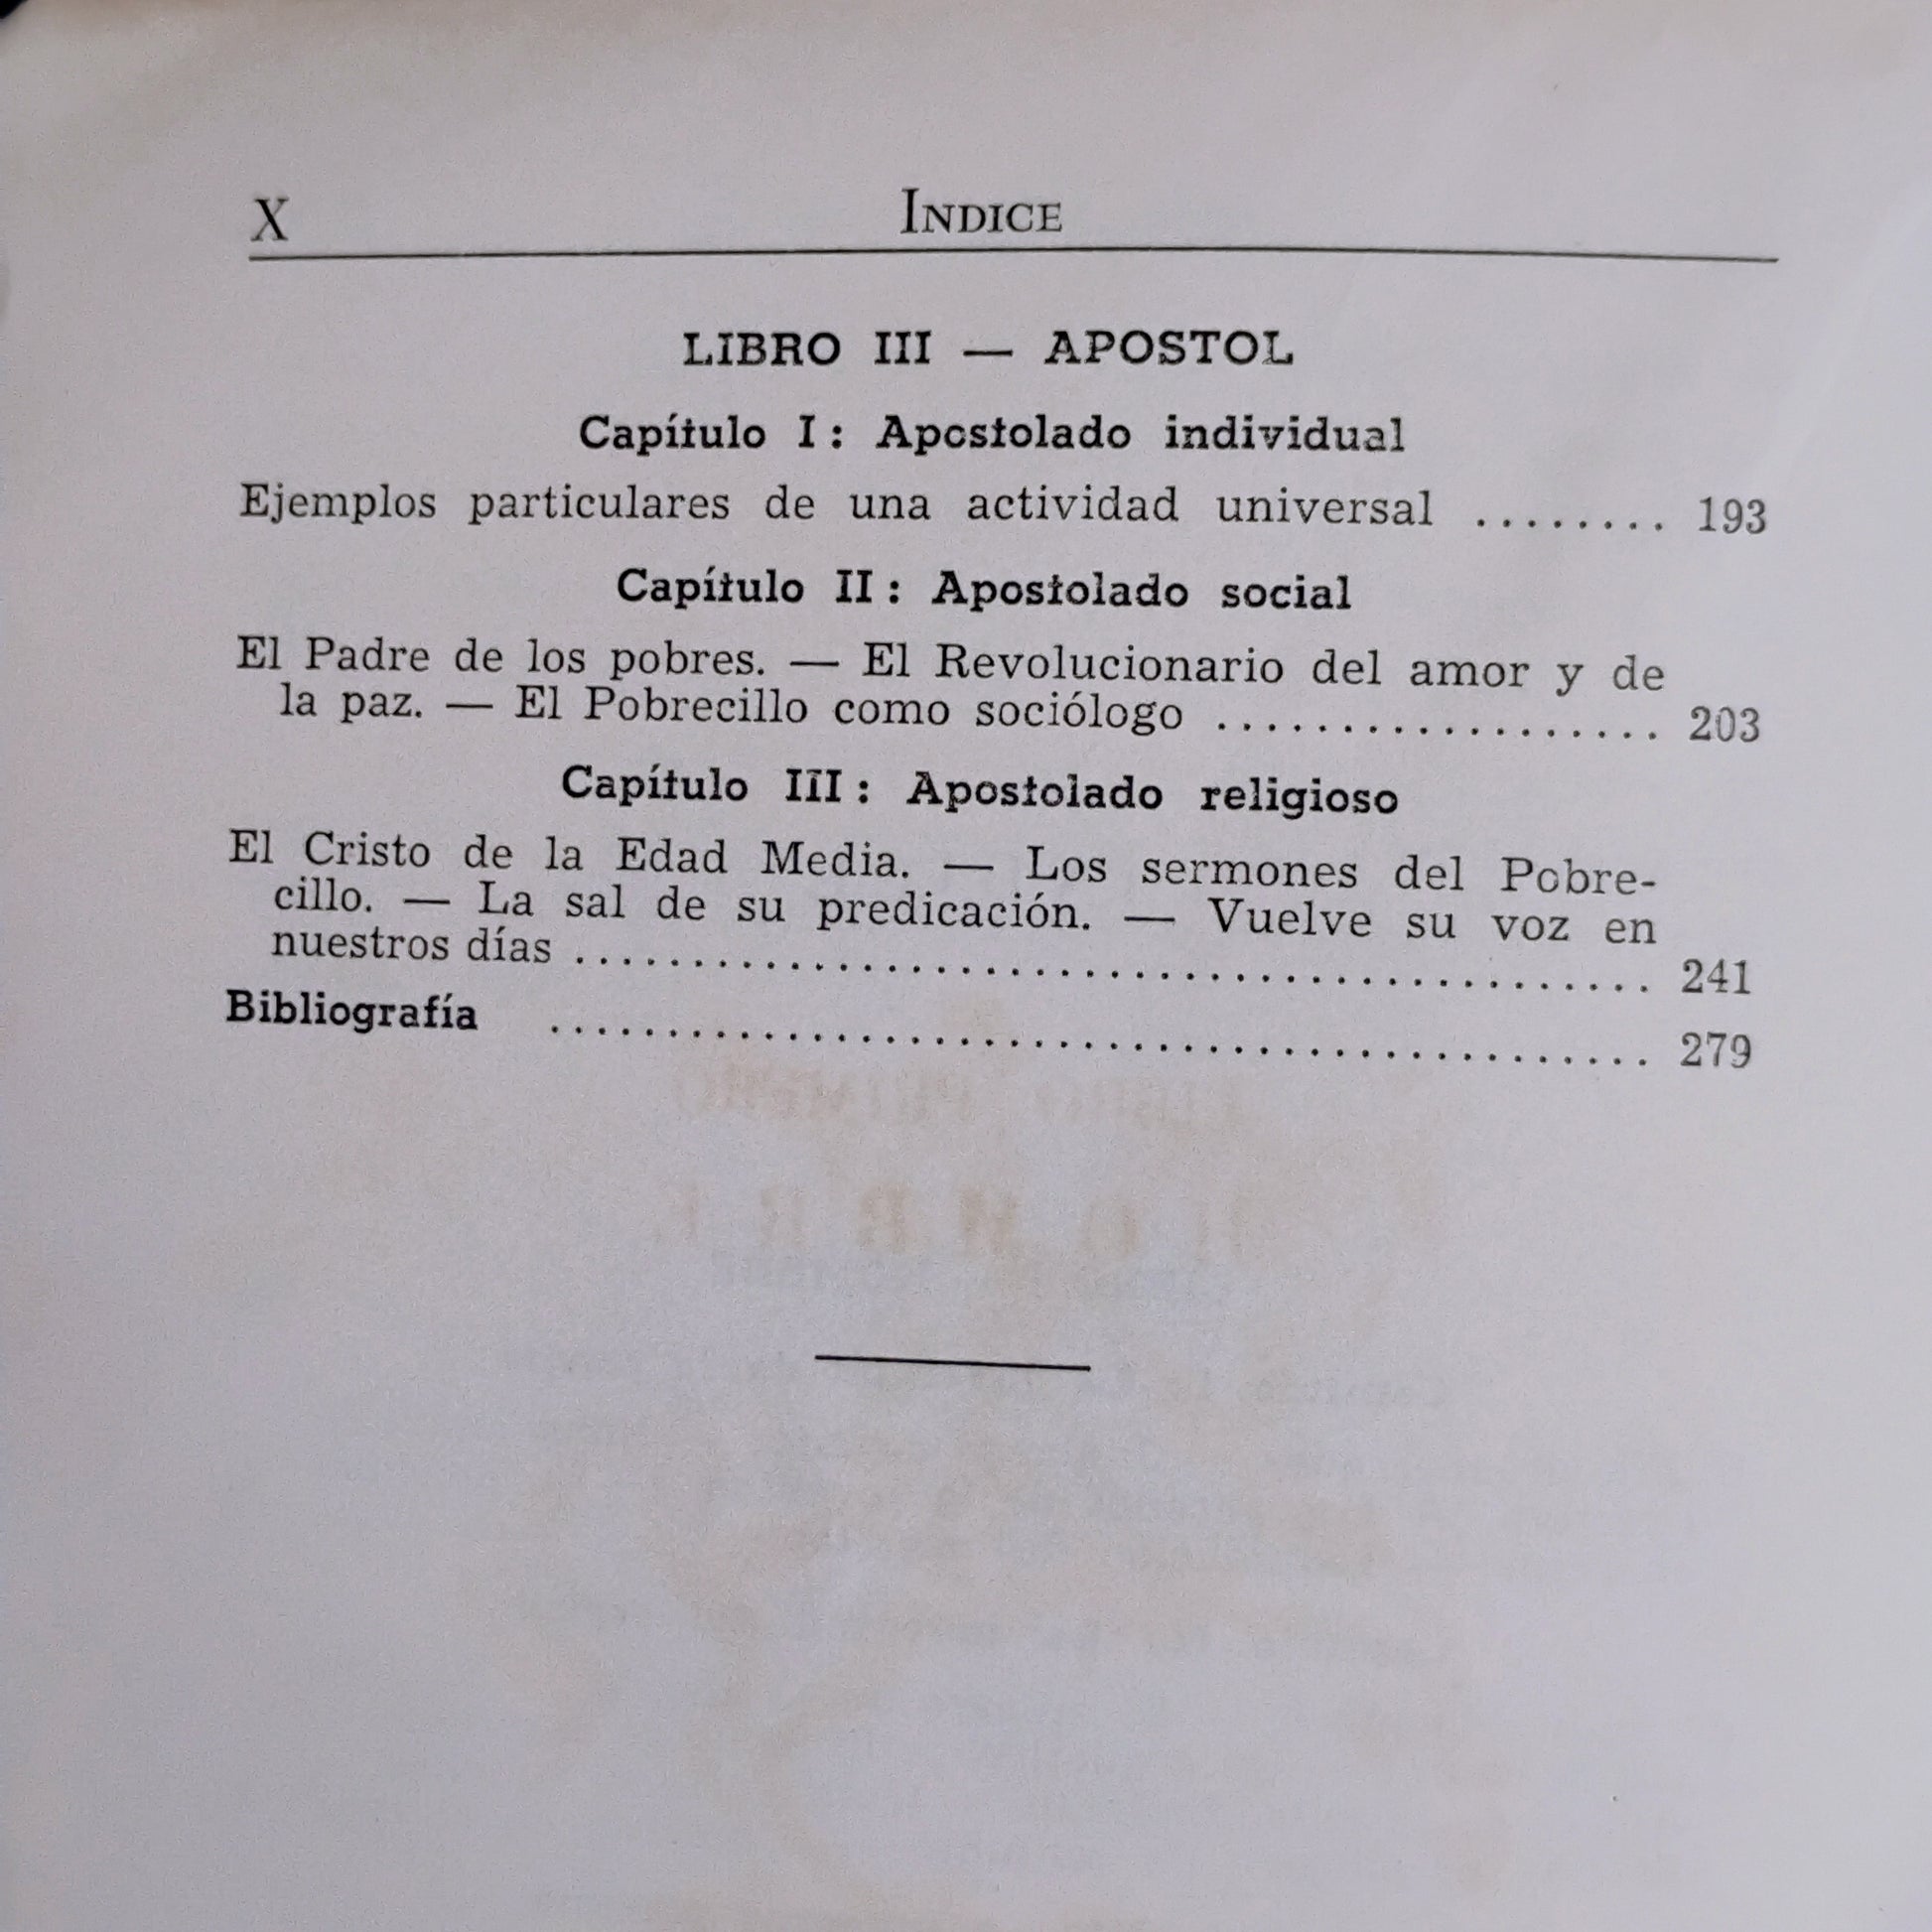 X INDICE
LIBRO III — APOSTOL
Capítulo I: Apostolado individual
Ejemplos particulares de una actividad universal ........ 193
Capítulo II: Apostolado social
El Padre de los pobres. — El Revolucionario del amor y de
la paz. — El Pobrecillo como sociólogo .................. 203
Capítulo III: Apostolado religioso
El Cristo de la Edad Media. — Los sermones del Pobre-
cillo. — La sal de su predicación. — Vuelve su voz en
nuestros días ............................................. 241
Bibliografía ............................................. 279